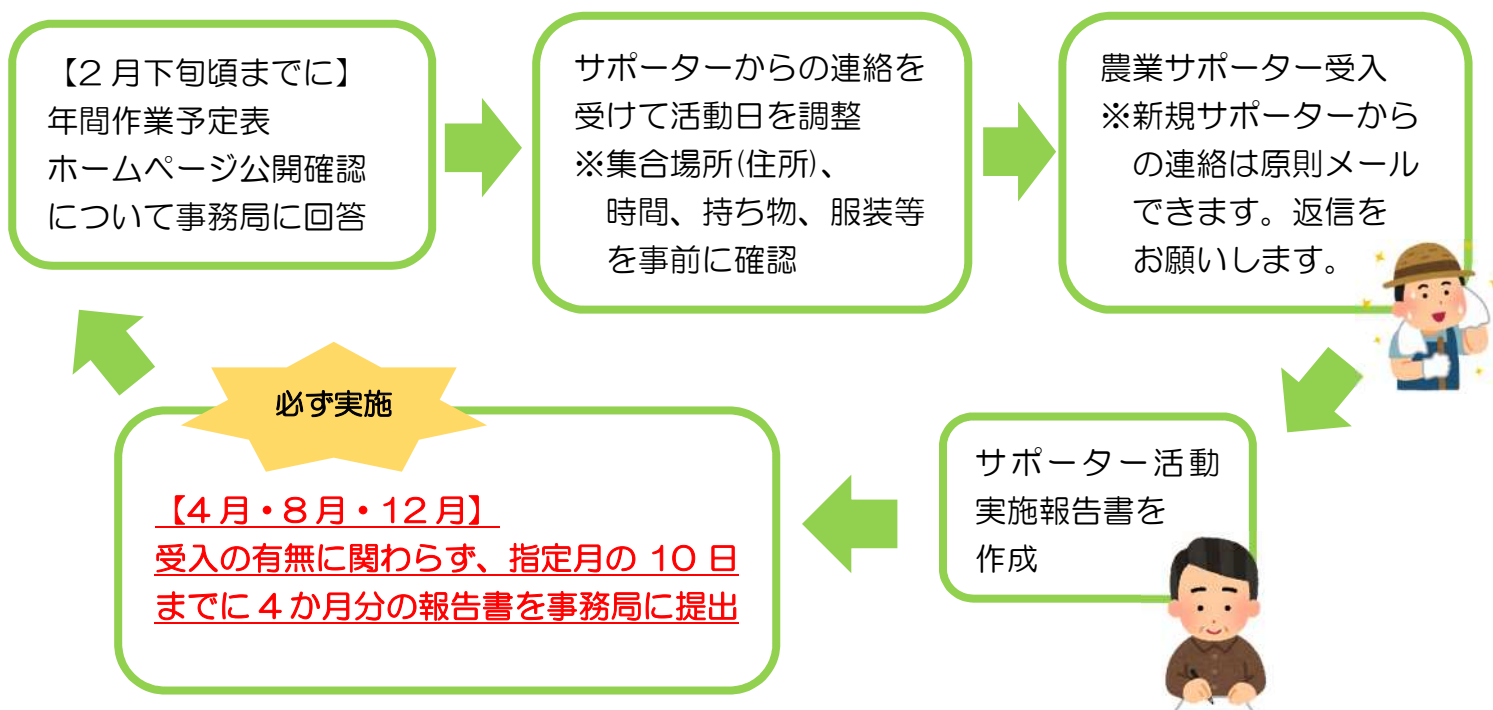 【2月下旬頃までに】
年間作業予定表
ホームページ公開確認
について事務局に回答
サポーターからの連絡を
受けて活動日を調整
※集合場所(住所)、
時間、持ち物、服装等
を事前に確認
農業サポーター受入
※新規サポーターから
の連絡は原則メール
できます。返信を
お願いします。
サポーター活動
実施報告書を
作成
必ず実施
【4月・8月・12月】
受入の有無に関わらず、指定月の 10 日
までに4か月分の報告書を事務局に提出